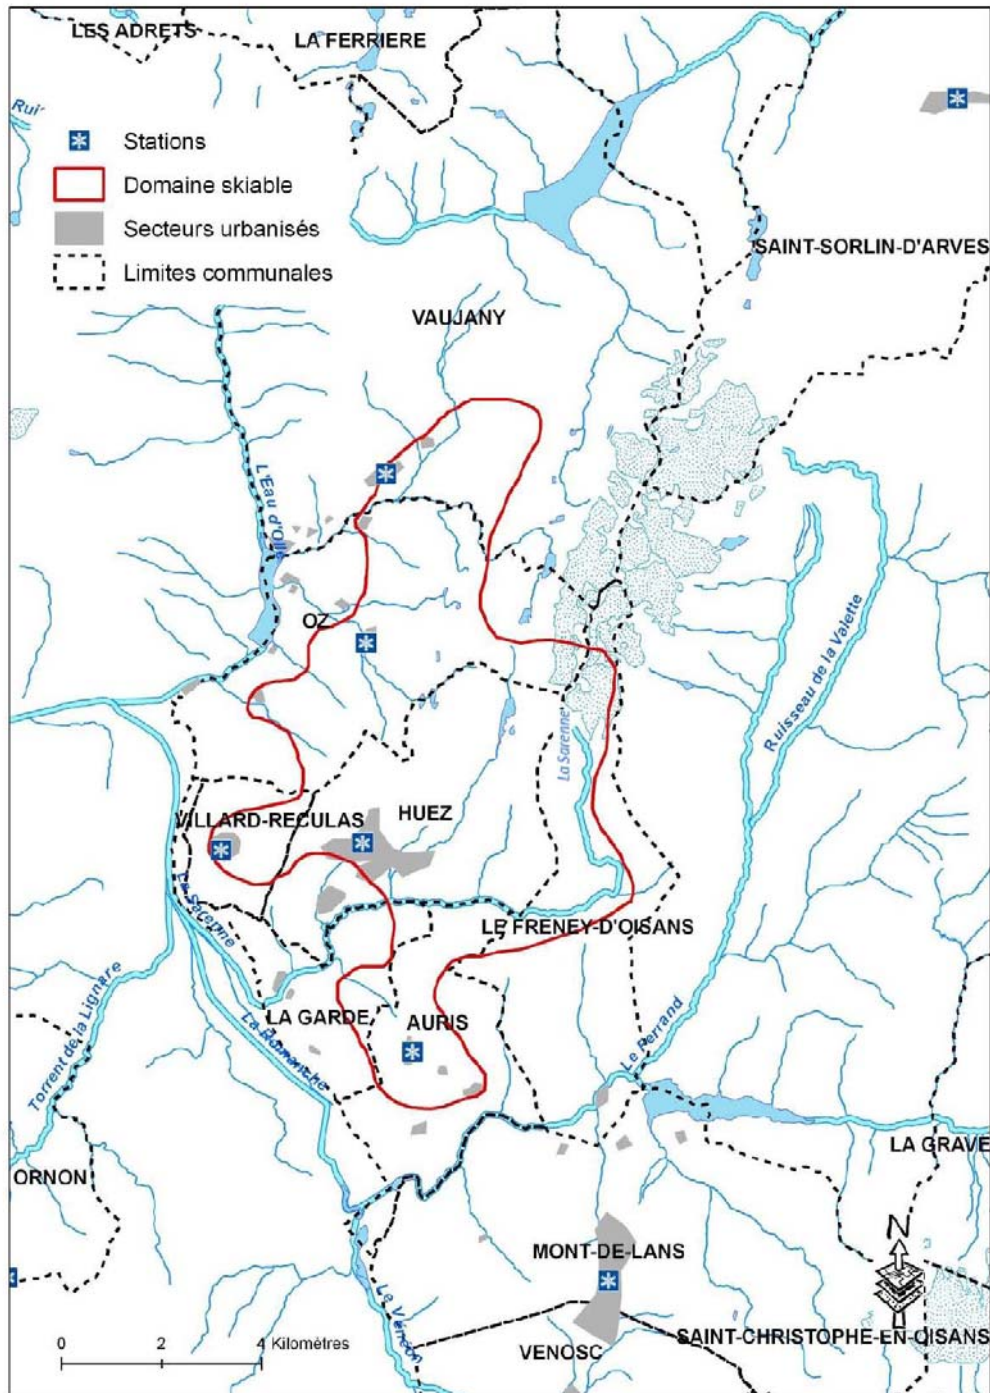 LES ADRETS
LA FERRIERE
Rui
Stations
Domaine skiable
Secteurs urbanisés
Limites communales
SAINT-SORLIN-D'ARVES
VAUJANY
L'Eau d'Olle
OZ
Ruisseau de la Valette
La Sarenne
VILLARD-RECULAS
HUEZ
La Sarenne
LE FRENEY-D'OISANS
Torrent de la Lignare
LA GARDE
AURIS
La Romanche
Le Ferrand
LA GRAVE
ORNON
N
MONT-DE-LANS
Le Vénéon
SAINT-CHRISTOPHE-EN-OISANS
VENOSC
0 2 4 Kilomètres